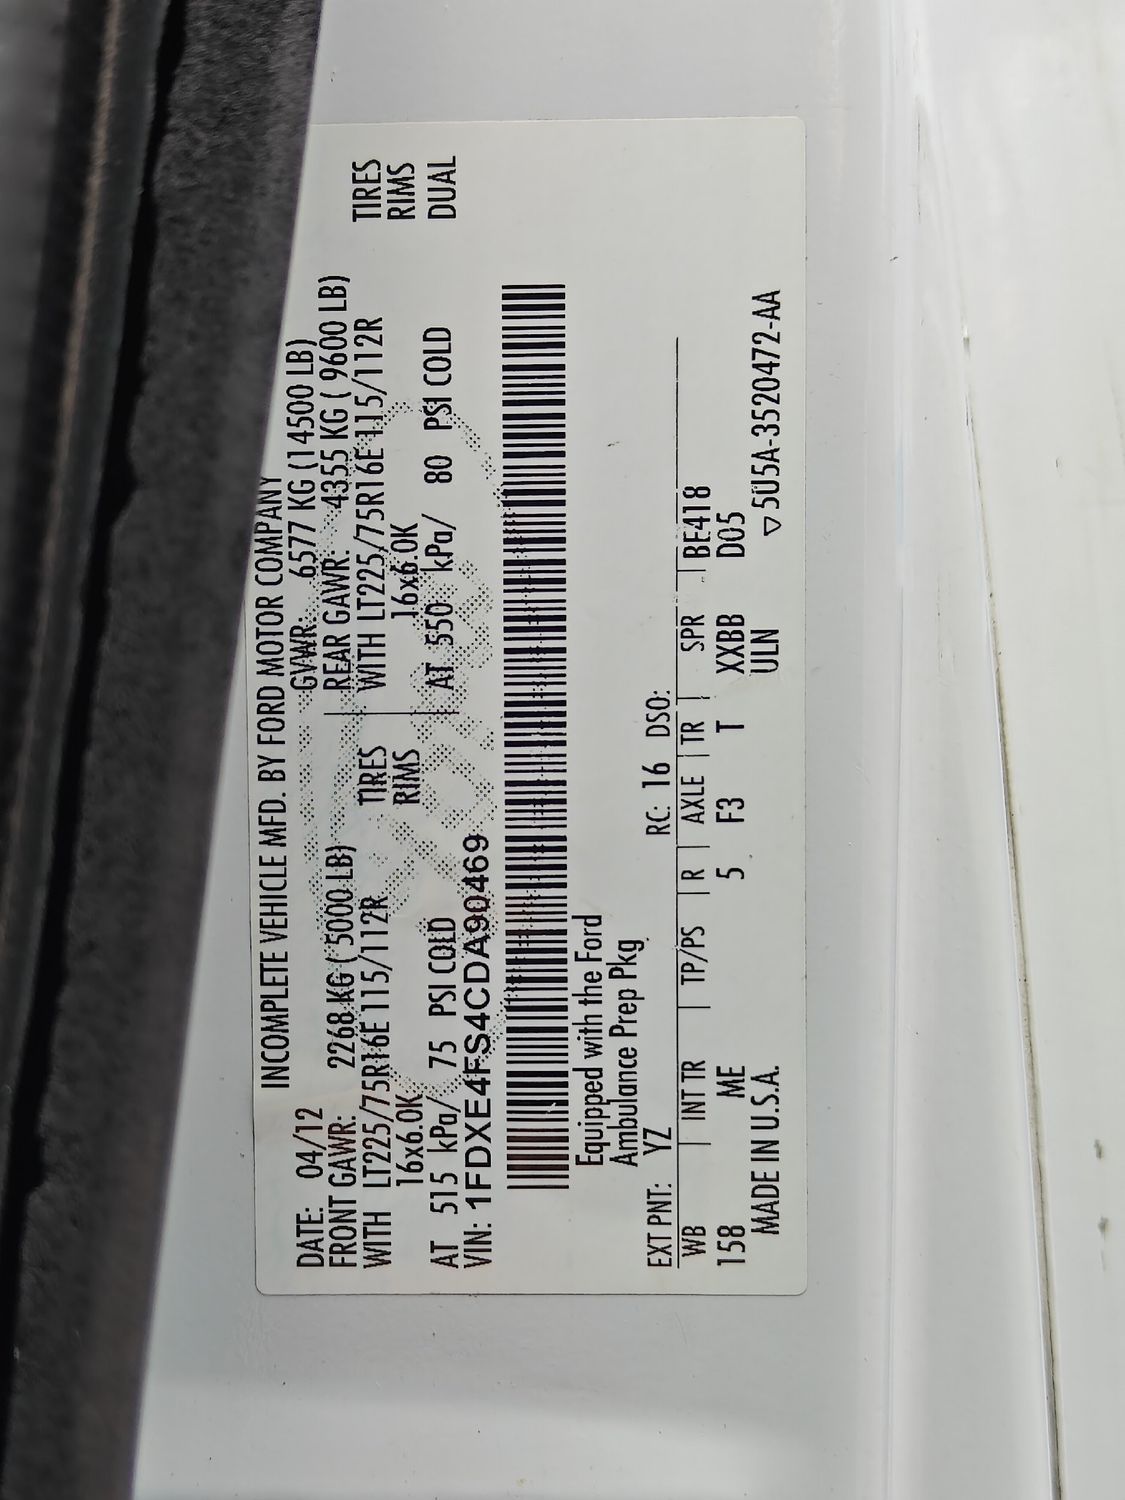 INCOMPLETE VEHICLE MFD. BY FORD MOTOR COMPANY
DATE: 04/12 GVWR: 6577 KG (14500 LB)
FRONT GAWR: 2268 KG ( 5000 LB) REAR GAWR: 4355 KG ( 9600 LB)
WITH LT225/75R16E 115/112R TIRES WITH LT225/75R16E 115/112R TIRES
16x6.0K RIMS 16x6.0K RIMS
AT 515 kPa/ 75 PSI COLD AT 550 kPa/ 80 PSI COLD DUAL
VIN: 1FDXE4FS4CDA90469
Equipped with the Ford
Ambulance Prep Pkg
EXT PNT: YZ RC: 16 DSO:
WB | INT TR | TP/PS | R | AXLE | TR | SPR | BE418
158 ME 5 F3 T XXBB D05
MADE IN U.S.A. ULN ▽5U5A-3520472-AA